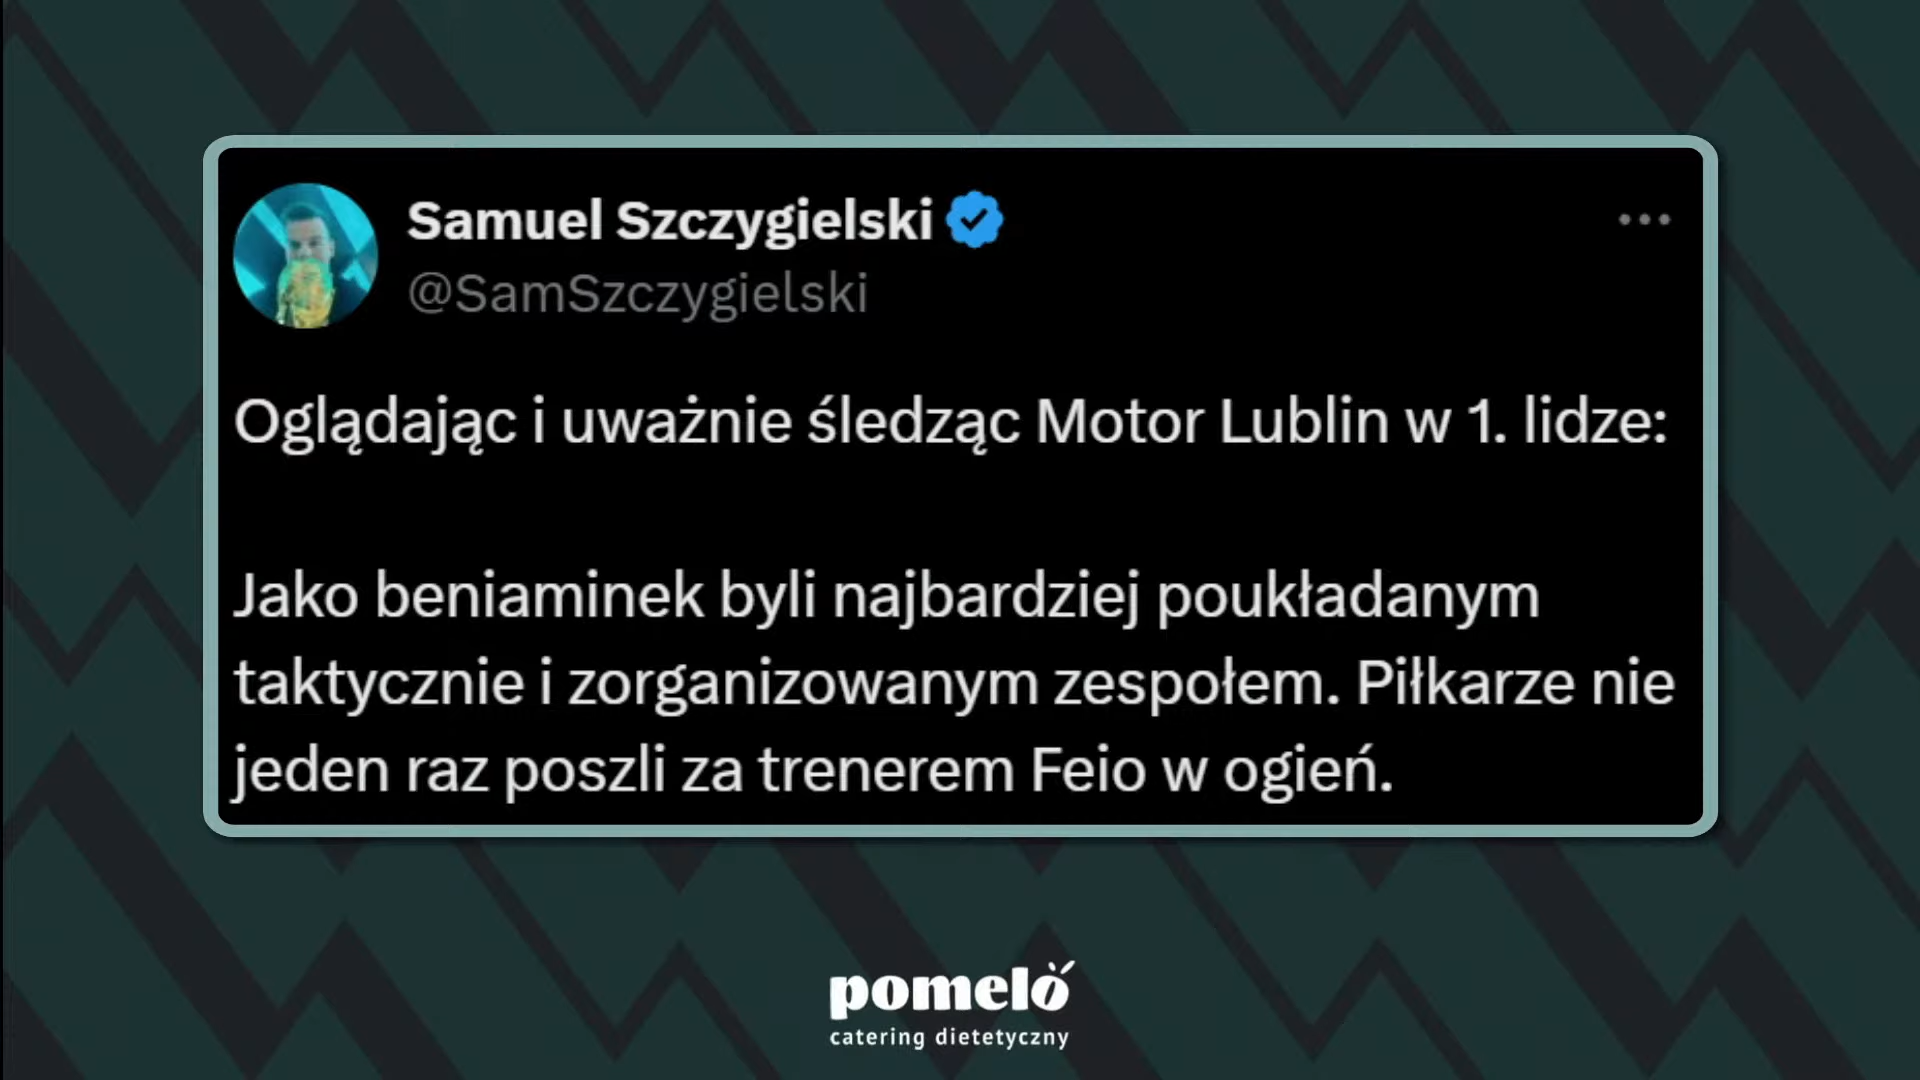 Samuel Szczygielski
@SamSzczygielski
Oglądając i uważnie śledząc Motor Lublin w 1. lidze:
Jako beniaminek byli najbardziej poukładanym
taktycznie i zorganizowanym zespołem. Piłkarze nie
jeden raz poszli za trenerem Feio w ogień.
pomelo
catering dietetyczny